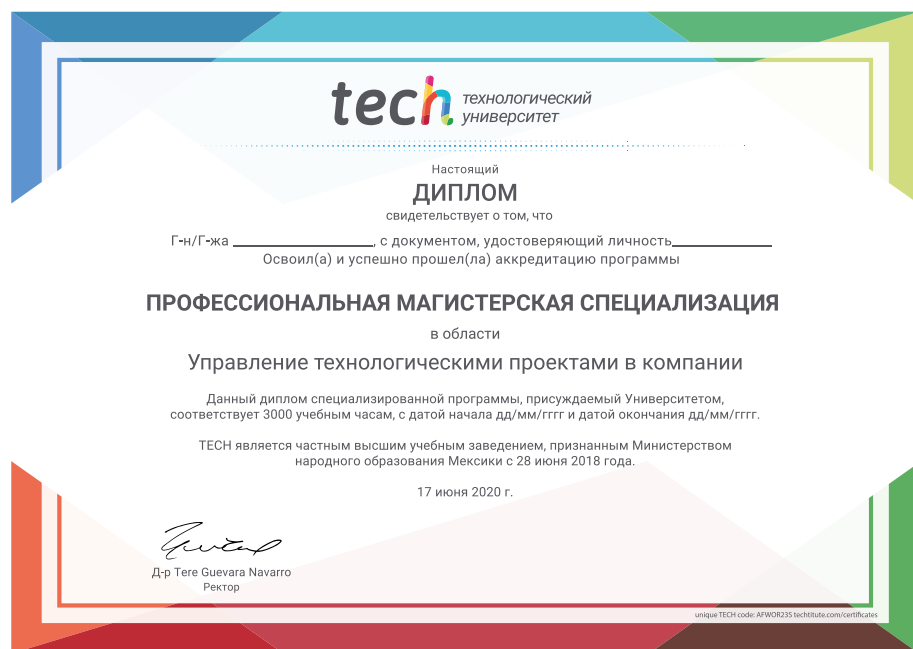 tech технологический
университет
Настоящий
ДИПЛОМ
свидетельствует о том, что
Г-н/Г-жа ____________________, с документом, удостоверяющий личность______________
Освоил(а) и успешно прошел(ла) аккредитацию программы
ПРОФЕССИОНАЛЬНАЯ МАГИСТЕРСКАЯ СПЕЦИАЛИЗАЦИЯ
в области
Управление технологическими проектами в компании
Данный диплом специализированной программы, присуждаемый Университетом,
соответствует 3000 учебным часам, с датой начала дд/мм/гггг и датой окончания дд/мм/гггг.
TECH является частным высшим учебным заведением, признанным Министерством
народного образования Мексики с 28 июня 2018 года.
17 июня 2020 г.
Д-р Tere Guevara Navarro
Ректор
unique TECH code: AFWOR23S techtitute.com/certificates